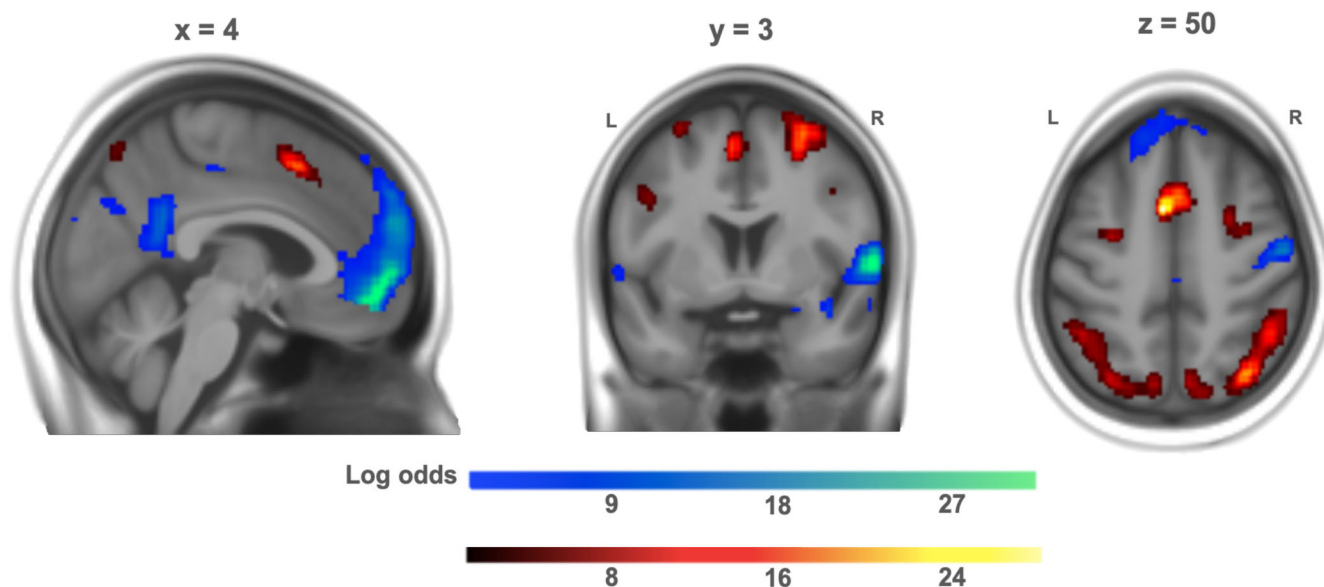 x = 4
y = 3
z = 50
L
R
L
R
Log odds
9
18
27
8
16
24